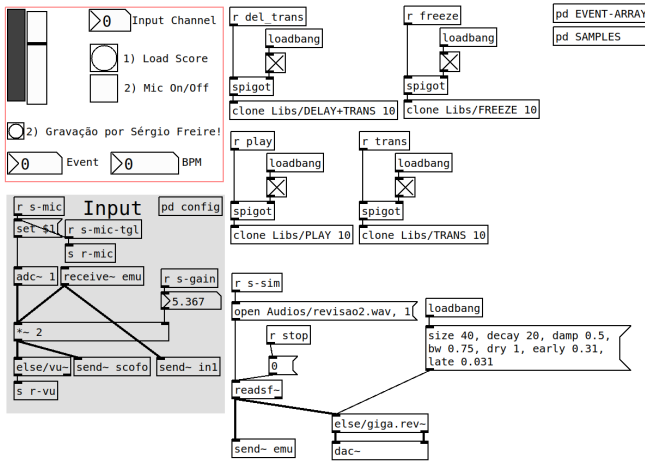 0 Input Channel
1) Load Score
2) Mic On/Off
2) Gravação por Sérgio Freire!
0 Event 0 BPM
r del_trans
loadbang
spigot
clone Libs/DELAY+TRANS 10
r freeze
loadbang
spigot
clone Libs/FREEZE 10
pd EVENT-ARRAY
pd SAMPLES
r play
loadbang
spigot
clone Libs/PLAY 10
r trans
loadbang
spigot
clone Libs/TRANS 10
r s-mic
Input
pd config
set $1
r s-mic-tgl
s r-mic
adc~ 1
receive~ emu
r s-gain
5.367
*~ 2
else/vu~
send~ scofo
send~ in1
s r-vu
r s-sim
open Audios/revisao2.wav, 1
r stop
0
readsf~
send~ emu
loadbang
size 40, decay 20, damp 0.5,
bw 0.75, dry 1, early 0.31,
late 0.031
else/giga.rev~
dac~